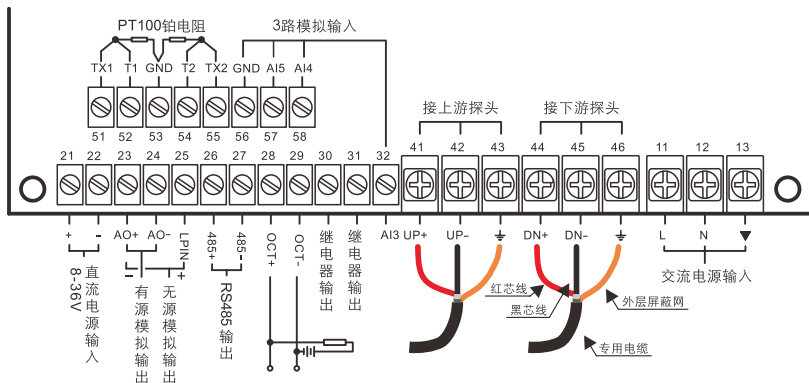 PT100铂电阻
3路模拟输入
TX1 T1 GND T2 TX2 GND AI5 AI4
51 52 53 54 55 56 57 58
接上游探头
接下游探头
21 22 23 24 25 26 27 28 29 30 31 32 41 42 43 44 45 46 11 12 13
+ - AO+ AO- LPIN 485+ 485- OCT+ OCT- 继电器输出 继电器输出 AI3 UP+ UP- DN+ DN- L N
8-36V
直流电源输入
- +
有源模拟输出
无源模拟输出
RS485输出
交流电源输入
红芯线
黑芯线
外层屏蔽网
专用电缆